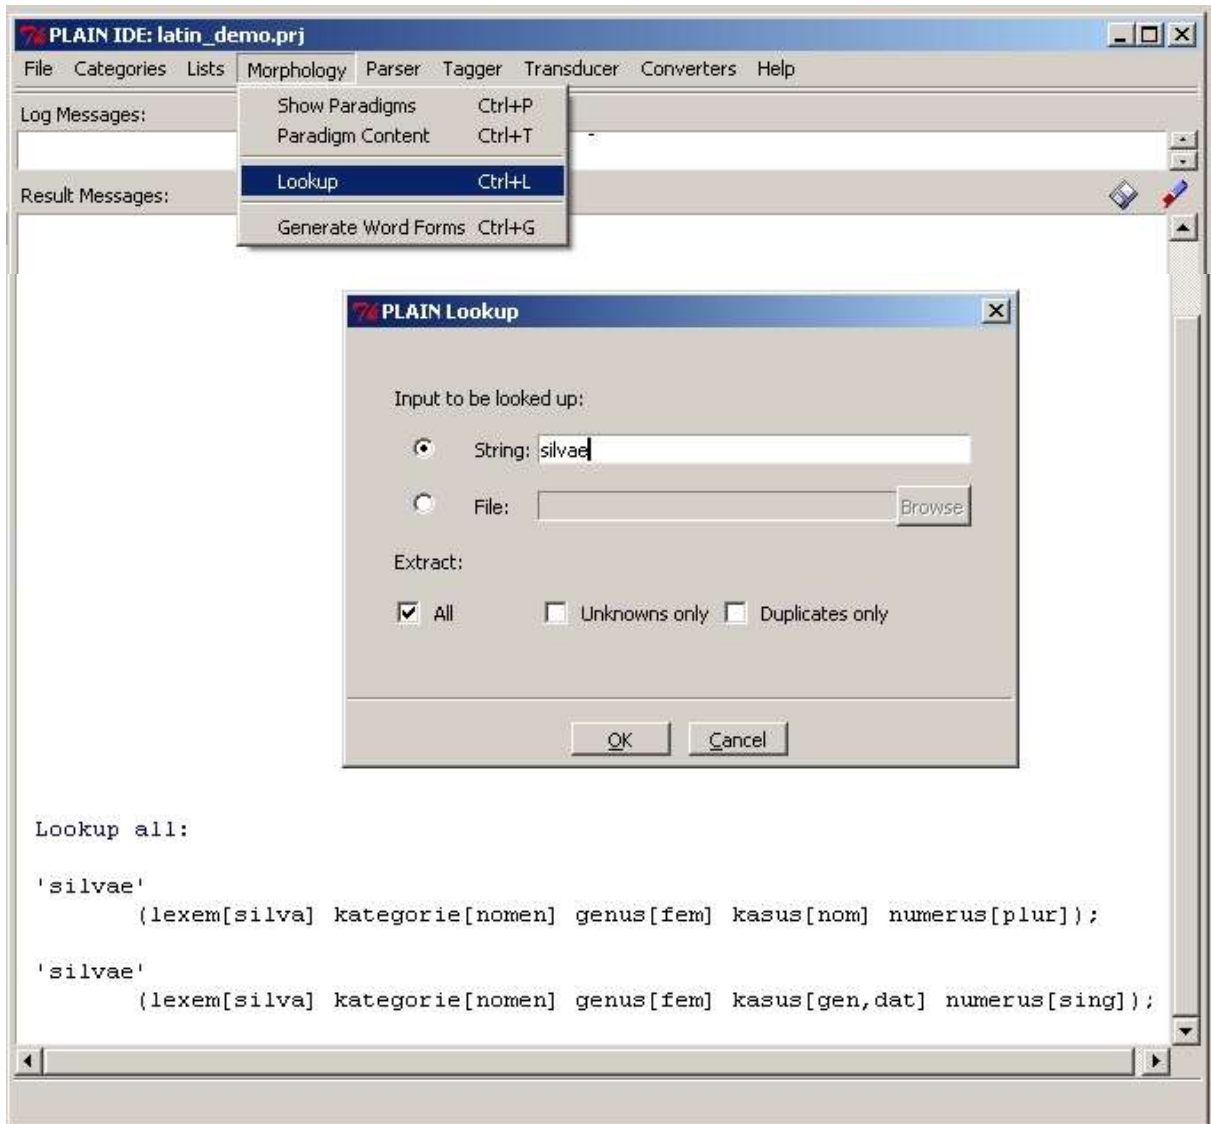 PLAIN IDE: latin_demo.prj
File Categories Lists Morphology Parser Tagger Transducer Converters Help
Show Paradigms Ctrl+P
Log Messages:
Paradigm Content Ctrl+T
Lookup Ctrl+L
Result Messages:
Generate Word Forms Ctrl+G
PLAIN Lookup
Input to be looked up:
String: silvae
File: Browse
Extract:
All Unknowns only Duplicates only
OK Cancel
Lookup all:
'silvae'
(lexem[silva] kategorie[nomen] genus[fem] kasus[nom] numerus[plur]);
'silvae'
(lexem[silva] kategorie[nomen] genus[fem] kasus[gen,dat] numerus[sing]);